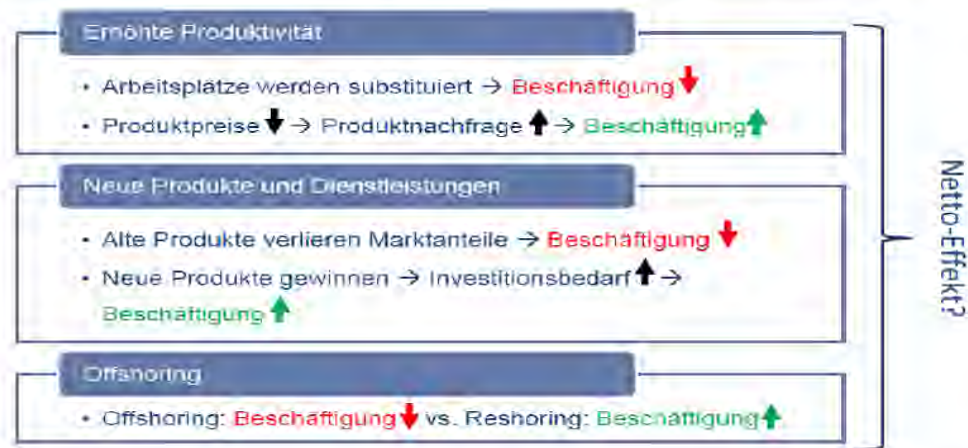 Erhöhte Produktivität
• Arbeitsplätze werden substituiert → Beschäftigung ↓
• Produktpreise ↓ → Produktnachfrage ↑ → Beschäftigung ↑
Neue Produkte und Dienstleistungen
• Alte Produkte verlieren Marktanteile → Beschäftigung ↓
• Neue Produkte gewinnen → Investitionsbedarf ↑ →
Beschäftigung ↑
Offshoring
• Offshoring: Beschäftigung ↓ vs. Reshoring: Beschäftigung ↑
Netto-Effekt?